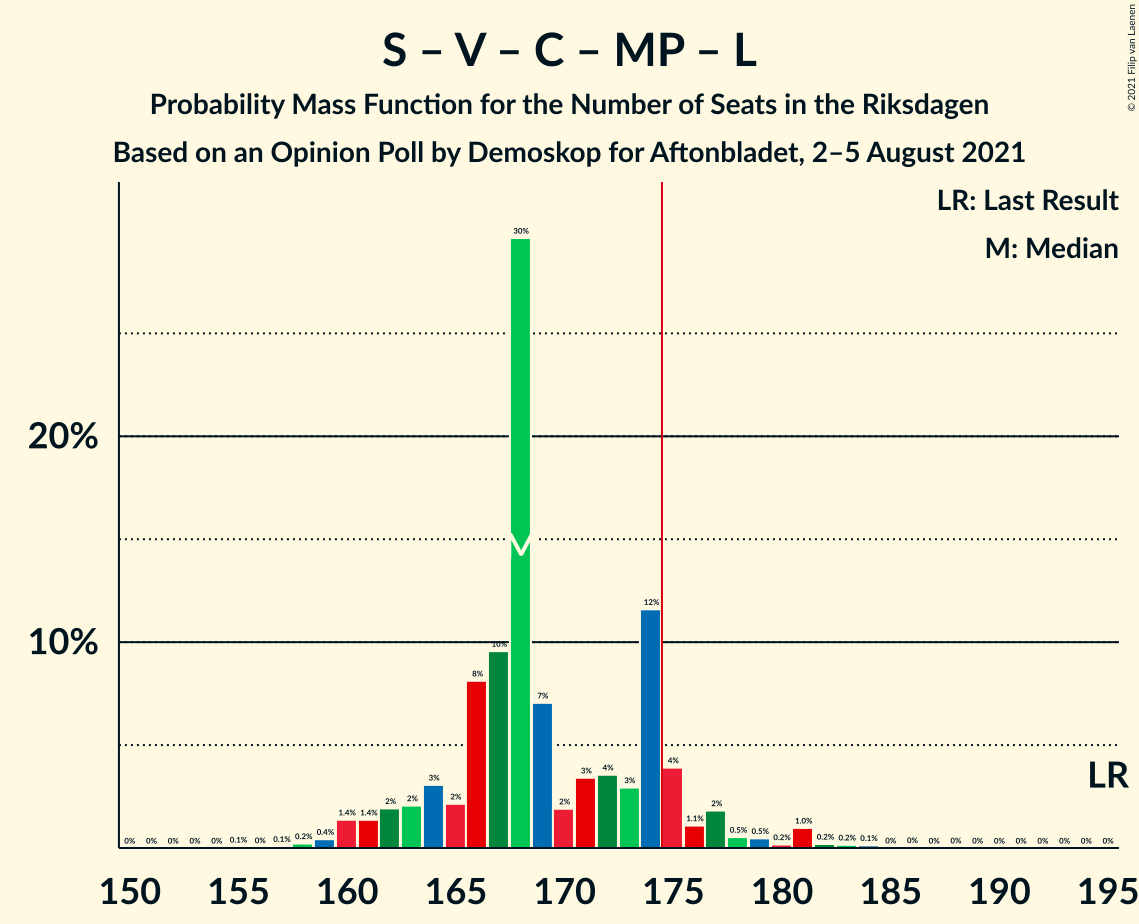 S – V – C – MP – L
Probability Mass Function for the Number of Seats in the Riksdagen
Based on an Opinion Poll by Demoskop for Aftonbladet, 2–5 August 2021
© 2021 Filip van Laenen
LR: Last Result
M: Median
20%
10%
0% 0% 0% 0% 0% 0.1% 0% 0.1% 0.2% 0.4% 1.4% 1.4% 2% 2% 3% 2% 8% 10% 30% 7% 2% 3% 4% 3% 12% 4% 1.1% 2% 0.5% 0.5% 0.2% 1.0% 0.2% 0.2% 0.1% 0% 0% 0% 0% 0% 0% 0% 0% 0% 0% 0%
M
LR
150 155 160 165 170 175 180 185 190 195